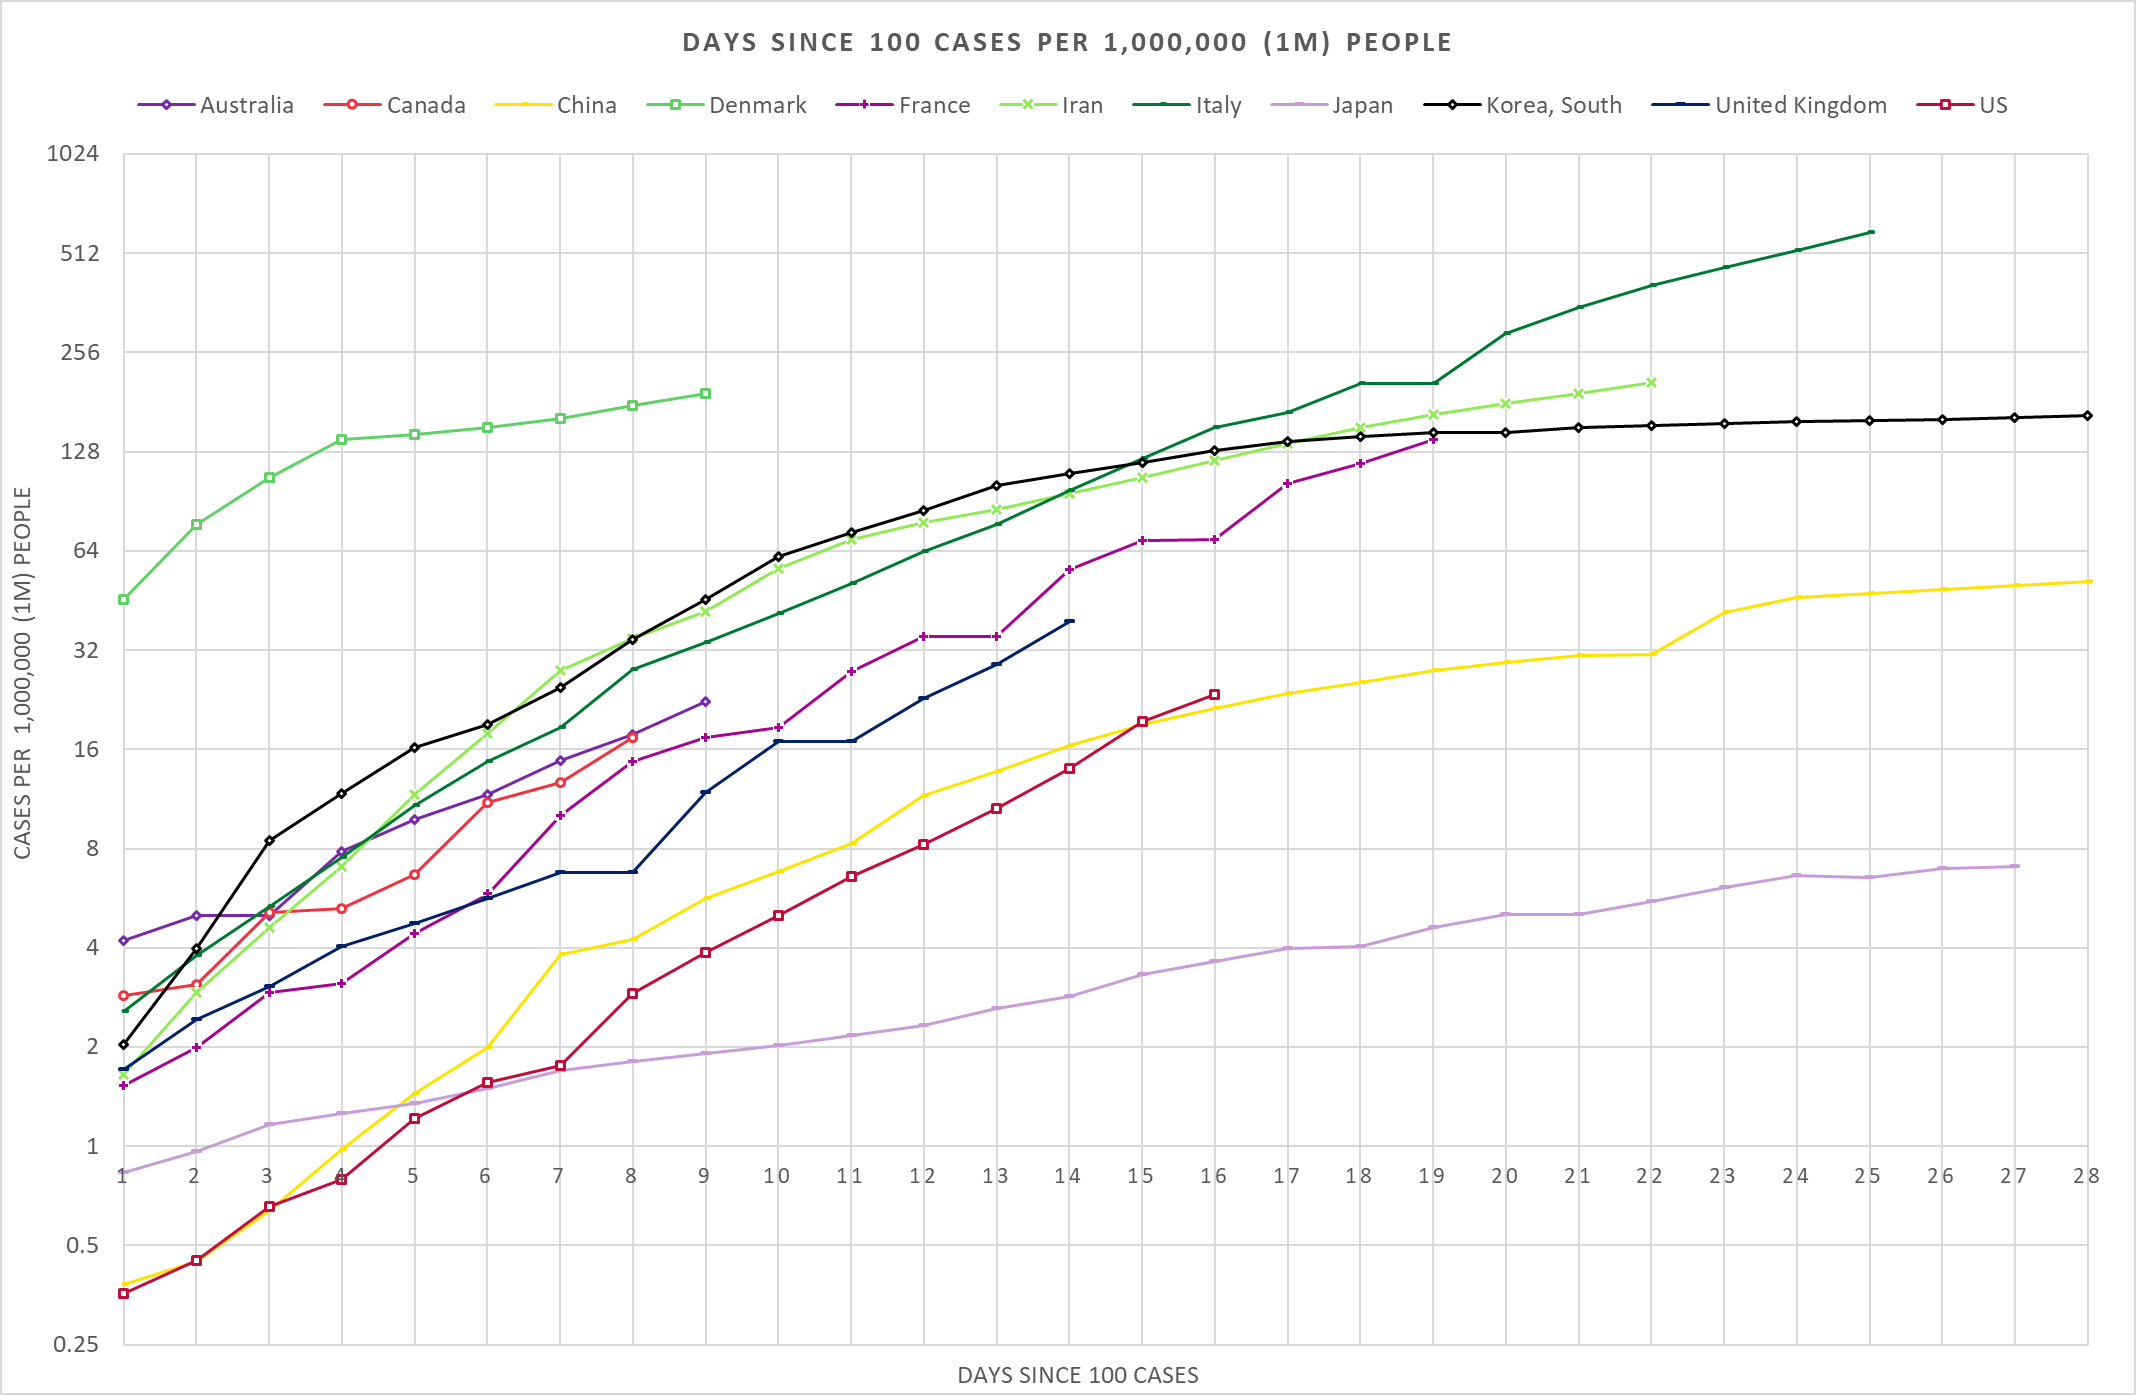 DAYS SINCE 100 CASES PER 1,000,000 (1M) PEOPLE
Australia Canada China Denmark France Iran Italy Japan Korea, South United Kingdom US
1024
512
256
128
64
32
16
8
4
2
1
0.5
0.25
CASES PER 1,000,000 (1M) PEOPLE
1 2 3 4 5 6 7 8 9 10 11 12 13 14 15 16 17 18 19 20 21 22 23 24 25 26 27 28
DAYS SINCE 100 CASES